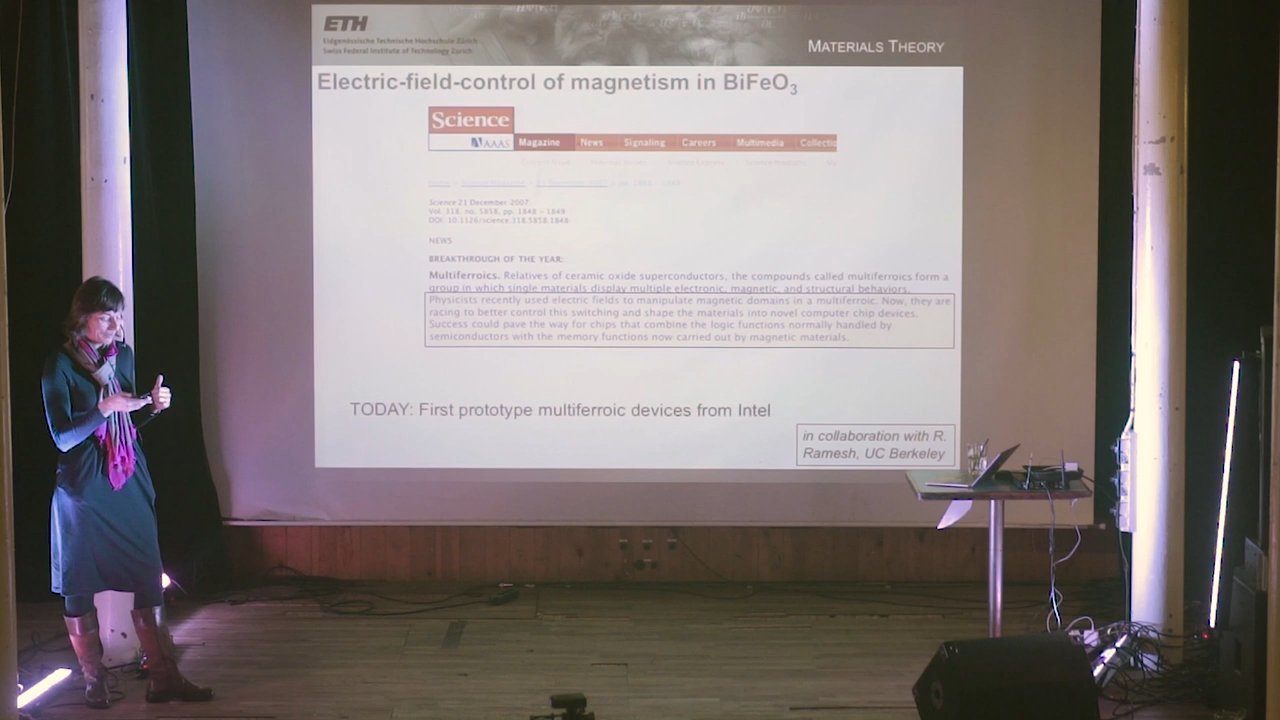 ETH
Eidgenössische Technische Hochschule Zürich
Swiss Federal Institute of Technology Zurich
MATERIALS THEORY
Electric-field-control of magnetism in BiFeO3
Science
AAAS
Magazine News Signaling Careers Multimedia Collectio
Science 21 December 2007:
Vol. 318. no. 5858, pp. 1848 - 1849
DOI: 10.1126/science.318.5858.1848
NEWS
BREAKTHROUGH OF THE YEAR:
Multiferroics. Relatives of ceramic oxide superconductors, the compounds called multiferroics form a
group in which single materials display multiple electronic, magnetic, and structural behaviors.
Physicists recently used electric fields to manipulate magnetic domains in a multiferroic. Now, they are
racing to better control this switching and shape the materials into novel computer chip devices.
Success could pave the way for chips that combine the logic functions normally handled by
semiconductors with the memory functions now carried out by magnetic materials.
TODAY: First prototype multiferroic devices from Intel
in collaboration with R.
Ramesh, UC Berkeley